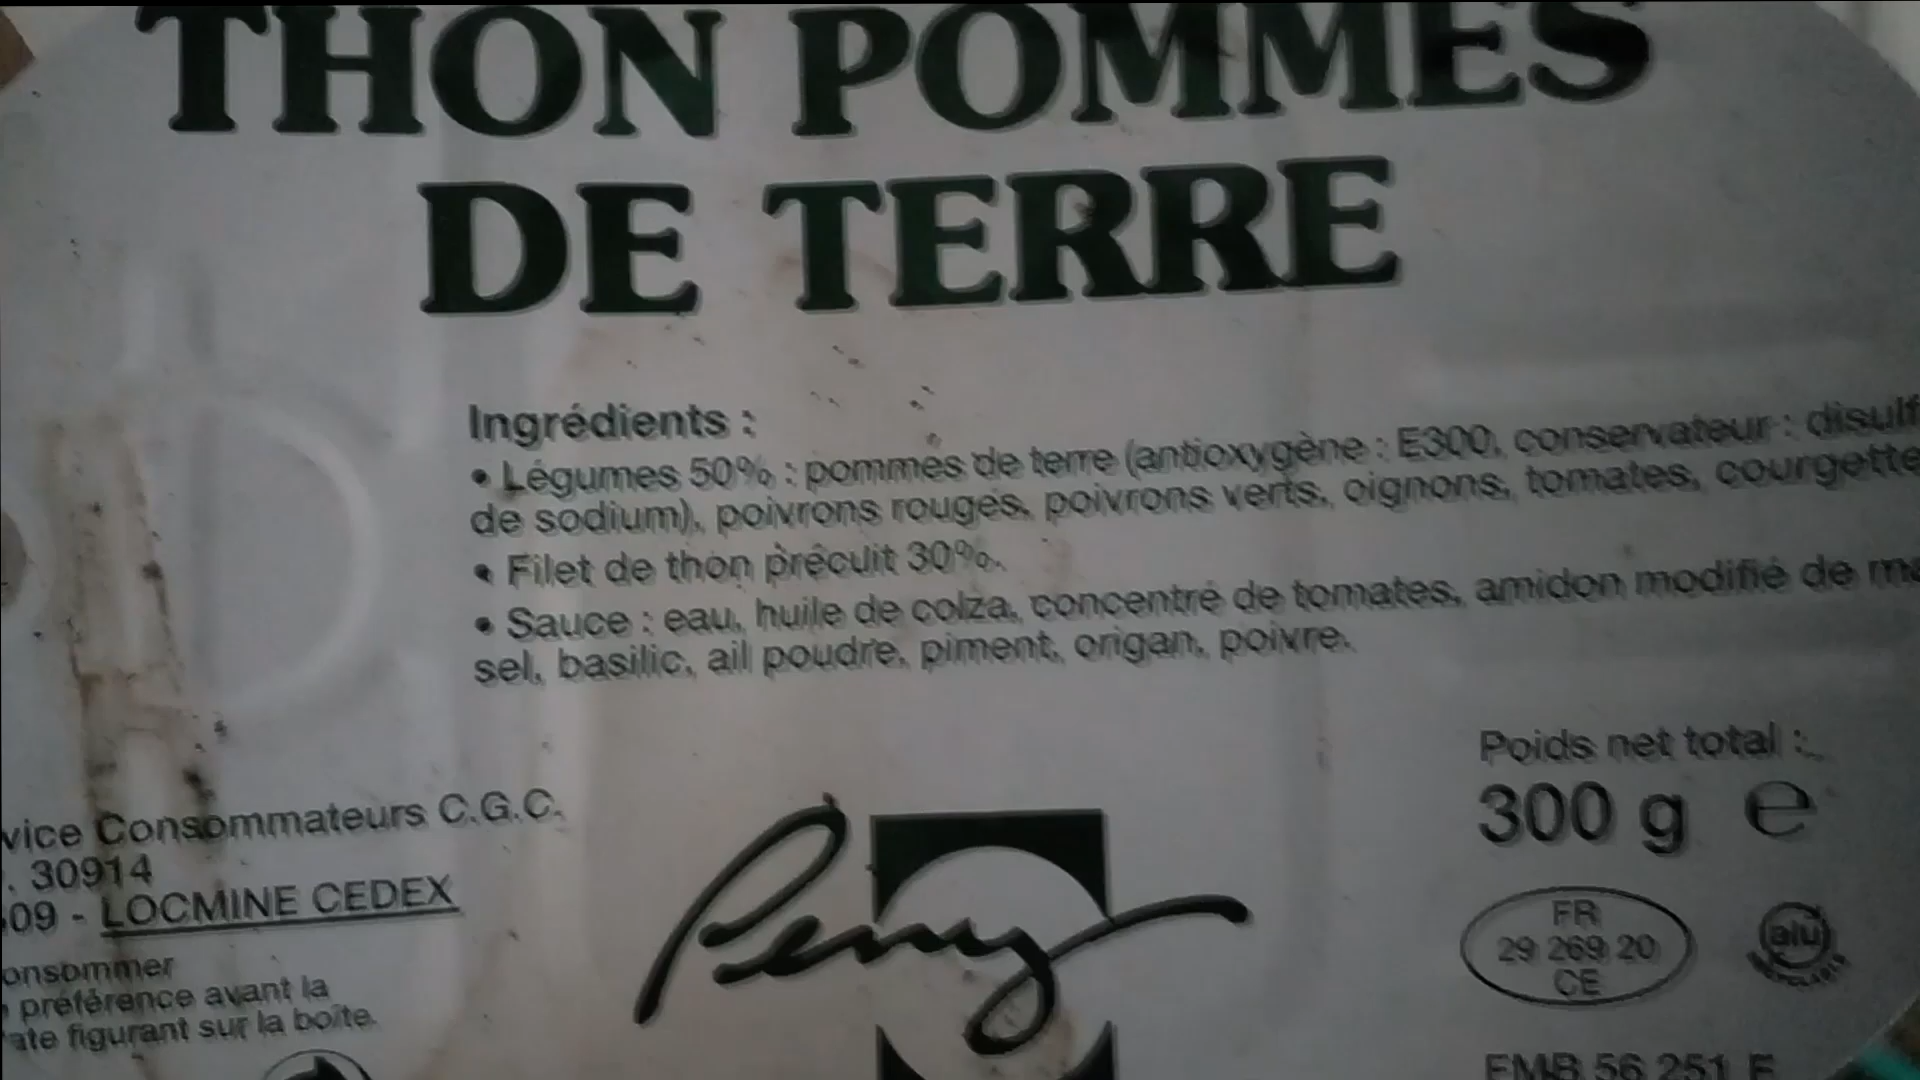 THON POMMES
DE TERRE
Ingrédients :
• Légumes 50% : pommes de terre (antioxygène : E300, conservateur : disulf
de sodium), poivrons rouges, poivrons verts, oignons, tomates, courgette
• Filet de thon précuit 30%.
• Sauce : eau, huile de colza, concentré de tomates, amidon modifié de ma
sel, basilic, ail poudre, piment, origan, poivre.
Poids net total :
300 g e
vice Consommateurs C.G.C.
. 30914
09 - LOCMINE CEDEX
onsommer
préférence avant la
ate figurant sur la boîte.
FR
29 269 20
CE
alu
EMB 56 251 E